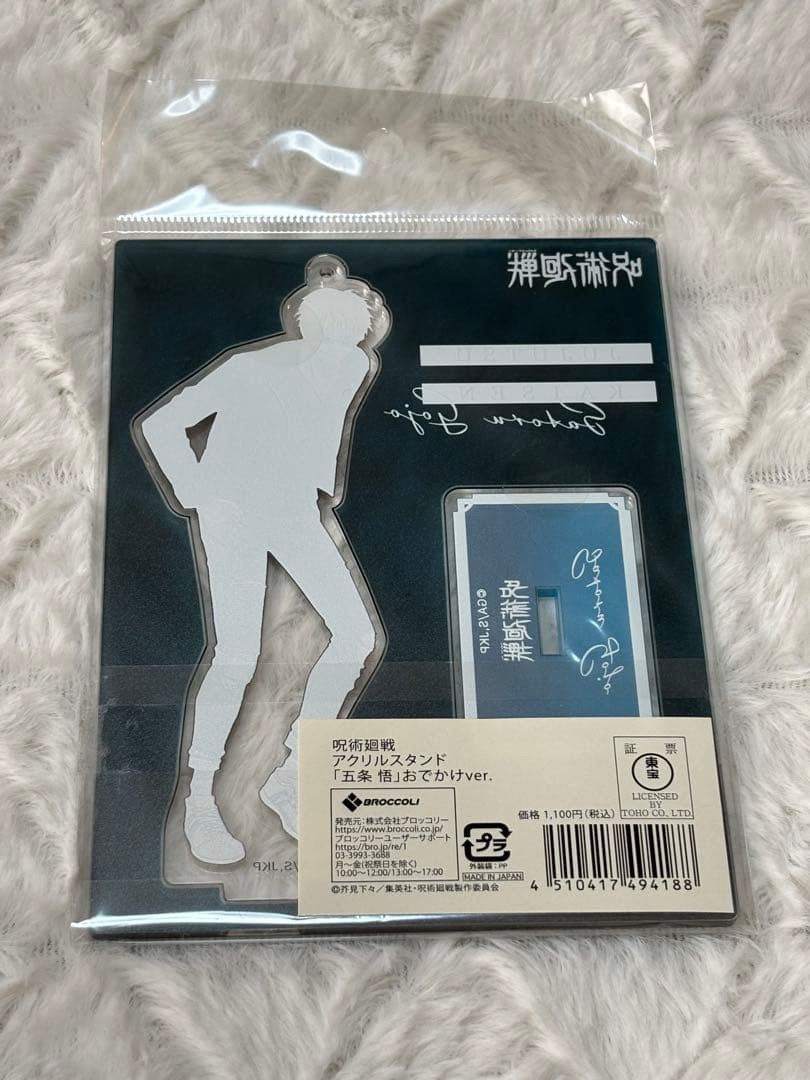 呪術廻戦
JUJUTSU
KAISEN
Satoru Gojo
Satoru Gojo
呪術廻戦
©GA/S,JKP
/S,JKP
呪術廻戦
アクリルスタンド
「五条 悟」おでかけver.
BROCCOLI
発売元:株式会社ブロッコリー
https://www.broccoli.co.jp/
ブロッコリーユーザーサポート
https://bro.jp/re/1
03-3993-3688
月～金(祝祭日を除く)
10:00～12:00/13:00～17:00
©芥見下々/集英社・呪術廻戦製作委員会
プラ
外装袋:PP
MADE IN JAPAN
証票
東宝
LICENSED
BY
TOHO CO., LTD.
価格 1,100円(税込)
4 510417 494188